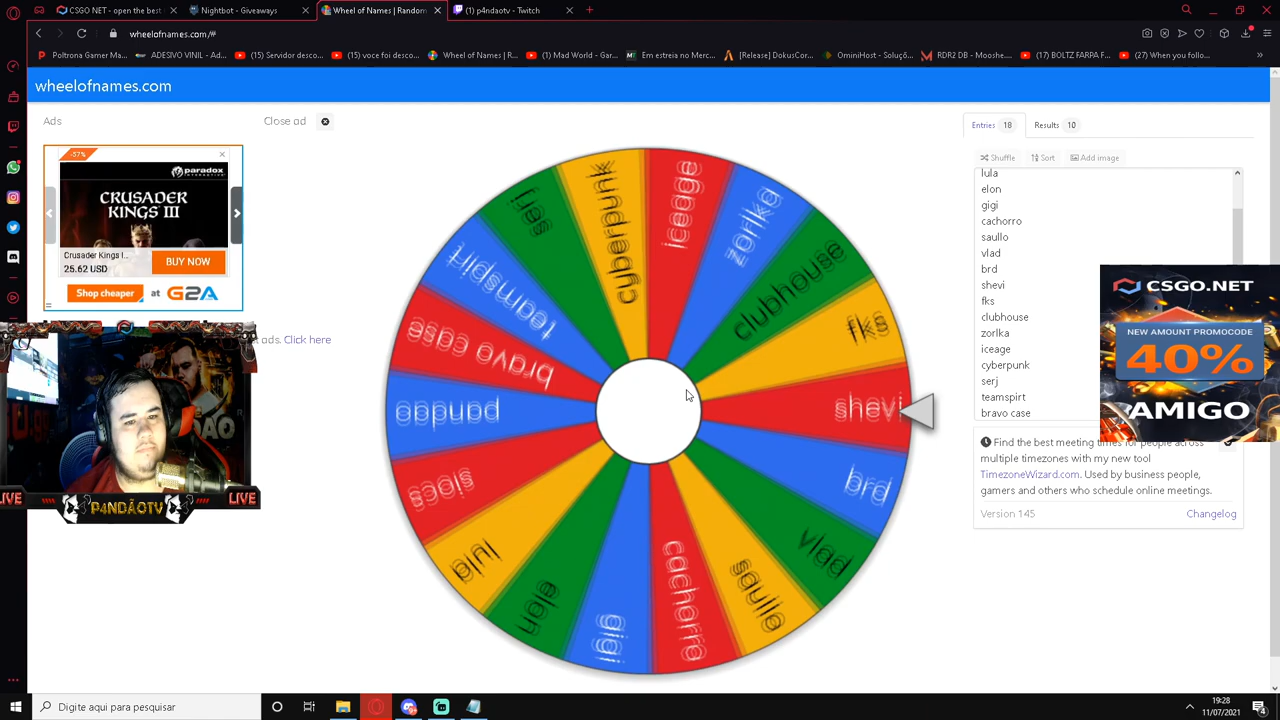 CSGO NET - open the best
Nightbot - Giveaways
Wheel of Names | Random
(1) p4ndaotv - Twitch
wheelofnames.com/#
Poltrona Gamer Ma...
ADESIVO VINIL - Ad...
(15) Servidor desco...
(15) voce foi desco...
Wheel of Names | R...
(1) Mad World - Gar...
Em estreia no Merc...
[Release] DokusCor...
OminiHost - Soluçõ...
RDR2 DB - Mooshe...
(17) BOLTZ FARPA F...
(27) When you follo...
wheelofnames.com
Ads
Close ad
-57%
paradox
INTERACTIVE
CRUSADER
KINGS III
Crusader Kings I...
25.62 USD
BUY NOW
Shop cheaper
at G2A
ads. Click here
LIVE
P4NDÃOTV
LIVE
cyberpunk
iceage
zorlka
clubhouse
fks
shevi
brd
vlad
saullo
cachorro
gigi
elon
lula
bravo case
teamspirt
serj
Entries 18
Results 10
Shuffle
Sort
Add image
lula
elon
gigi
cachorro
saullo
vlad
brd
shevi
fks
clubhouse
zorlka
iceage
cyberpunk
serj
teamspirt
bravo case
CSGO.NET
NEW AMOUNT PROMOCODE
40%
AMIGO
Find the best meeting times for people across
multiple timezones with my new tool
TimezoneWizard.com. Used by business people,
gamers and others who schedule online meetings.
Version 145
Changelog
Digite aqui para pesquisar
19:28
11/07/2021
4